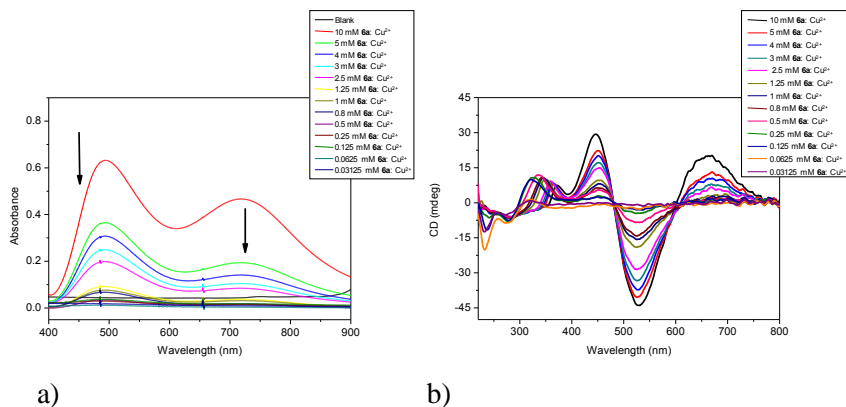 Blank
10 mM 6a: Cu²⁺
5 mM 6a: Cu²⁺
4 mM 6a: Cu²⁺
3 mM 6a: Cu²⁺
2.5 mM 6a: Cu²⁺
1.25 mM 6a: Cu²⁺
1 mM 6a: Cu²⁺
0.8 mM 6a: Cu²⁺
0.5 mM 6a: Cu²⁺
0.25 mM 6a: Cu²⁺
0.125 mM 6a: Cu²⁺
0.0625 mM 6a: Cu²⁺
0.03125 mM 6a: Cu²⁺
0.8
0.6
0.4
0.2
0.0
Absorbance
400 500 600 700 800 900
Wavelength (nm)
a)
10 mM 6a: Cu²⁺
5 mM 6a: Cu²⁺
4 mM 6a: Cu²⁺
3 mM 6a: Cu²⁺
2.5 mM 6a: Cu²⁺
1.25 mM 6a: Cu²⁺
1 mM 6a: Cu²⁺
0.8 mM 6a: Cu²⁺
0.5 mM 6a: Cu²⁺
0.25 mM 6a: Cu²⁺
0.125 mM 6a: Cu²⁺
0.0625 mM 6a: Cu²⁺
0.03125 mM 6a: Cu²⁺
45
30
15
0
-15
-30
-45
CD (mdeg)
300 400 500 600 700 800
Wavelength (nm)
b)